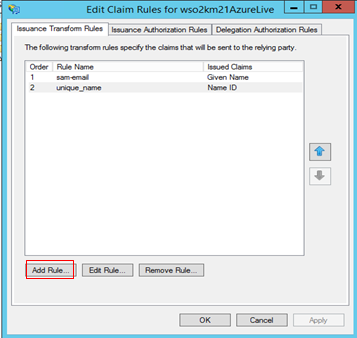 Edit Claim Rules for wso2km21AzureLive
Issuance Transform Rules Issuance Authorization Rules Delegation Authorization Rules
The following transform rules specify the claims that will be sent to the relying party.
Order Rule Name Issued Claims
1 sam-email Given Name
2 unique_name Name ID
Add Rule... Edit Rule... Remove Rule...
OK Cancel Apply